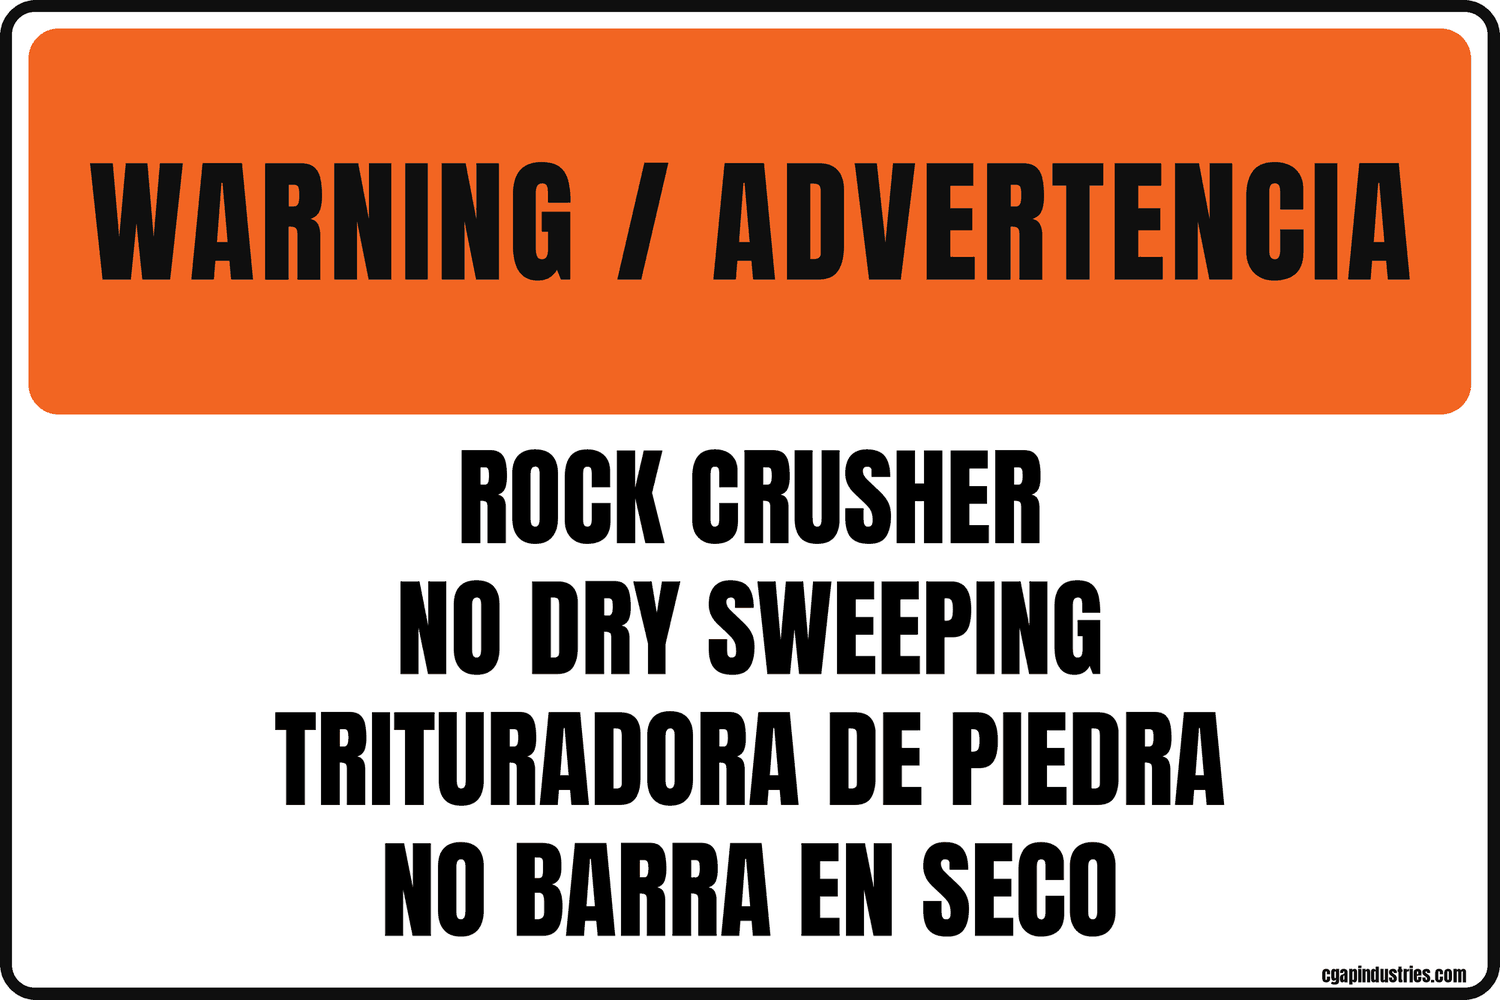 WARNING / ADVERTENCIA
ROCK CRUSHER
NO DRY SWEEPING
TRITURADORA DE PIEDRA
NO BARRA EN SECO
cgapindustries.com